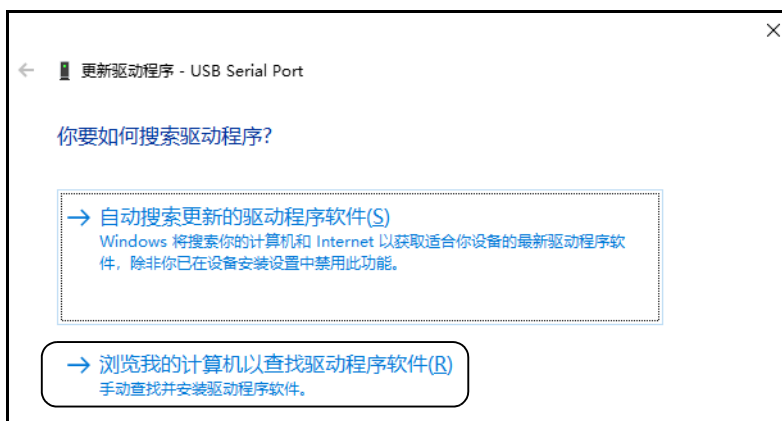 更新驱动程序 - USB Serial Port
你要如何搜索驱动程序?
自动搜索更新的驱动程序软件(S)
Windows 将搜索你的计算机和 Internet 以获取适合你设备的最新驱动程序软
件，除非你已在设备安装设置中禁用此功能。
浏览我的计算机以查找驱动程序软件(R)
手动查找并安装驱动程序软件。